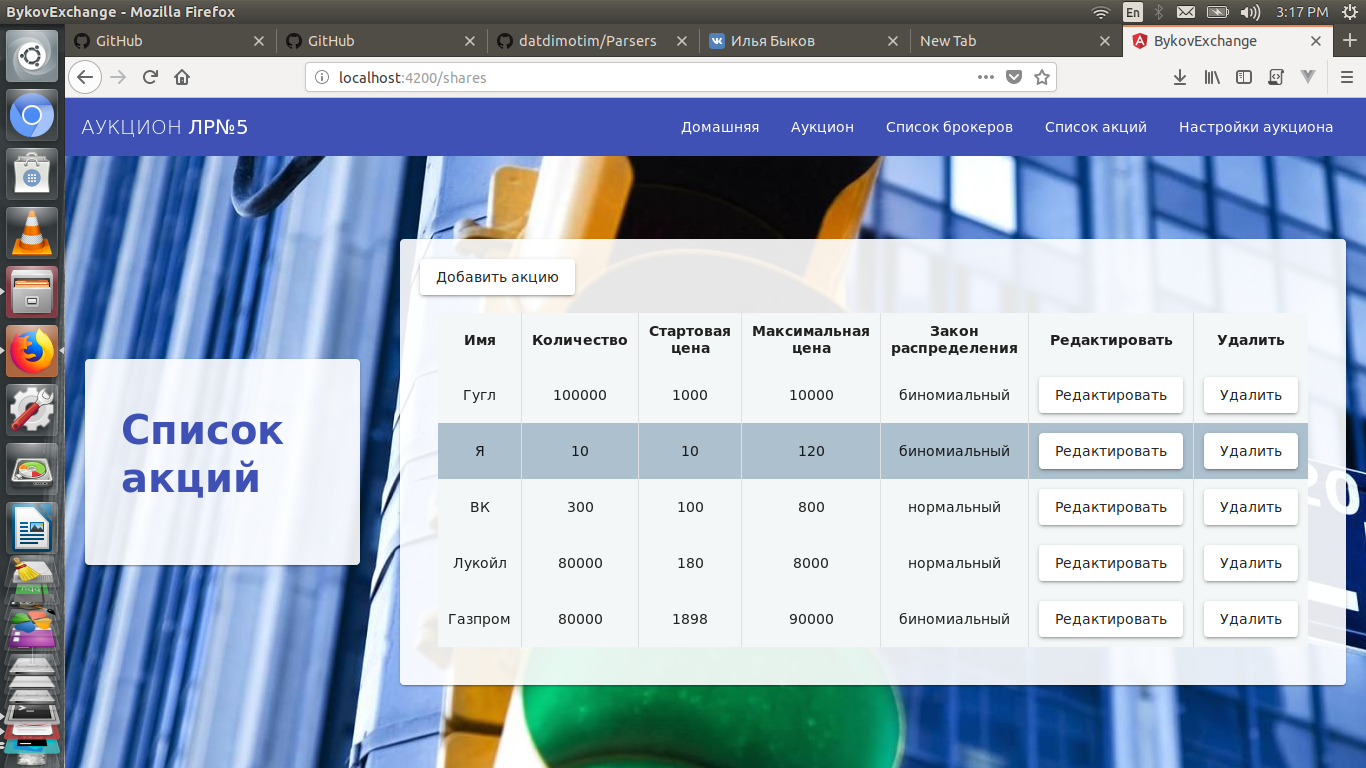 BykovExchange - Mozilla Firefox
En
3:17 PM
GitHub
GitHub
datdimotim/Parsers
Илья Быков
New Tab
BykovExchange
localhost:4200/shares
АУКЦИОН ЛР№5
Домашняя
Аукцион
Список брокеров
Список акций
Настройки аукциона
Добавить акцию
Список
акций
Имя Количество Стартовая цена Максимальная цена Закон распределения Редактировать Удалить
Гугл 100000 1000 10000 биномиальный Редактировать Удалить
Я 10 10 120 биномиальный Редактировать Удалить
ВК 300 100 800 нормальный Редактировать Удалить
Лукойл 80000 180 8000 нормальный Редактировать Удалить
Газпром 80000 1898 90000 биномиальный Редактировать Удалить
20